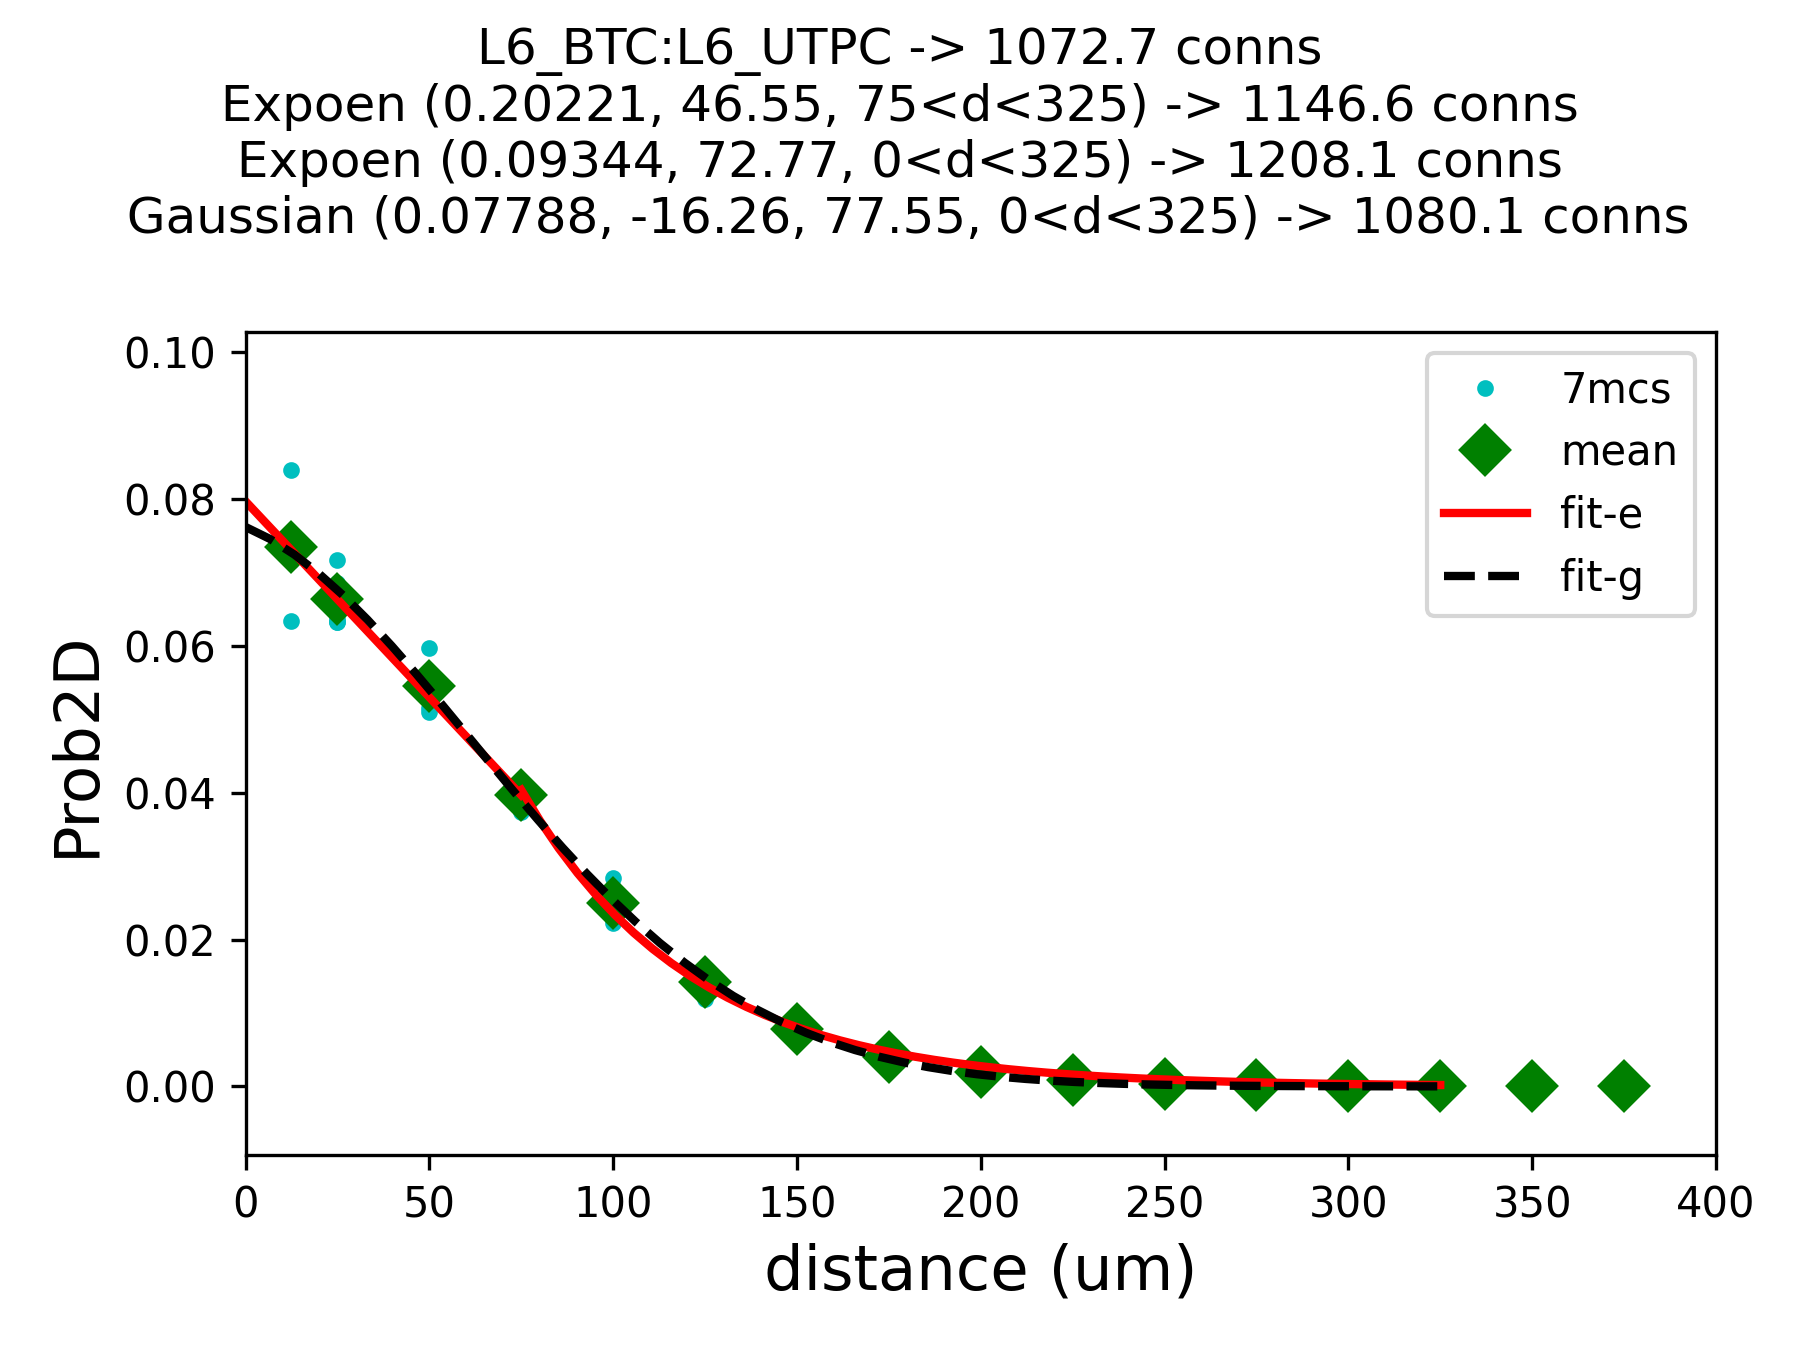 L6_BTC:L6_UTPC -> 1072.7 conns
Expoen (0.20221, 46.55, 75<d<325) -> 1146.6 conns
Expoen (0.09344, 72.77, 0<d<325) -> 1208.1 conns
Gaussian (0.07788, -16.26, 77.55, 0<d<325) -> 1080.1 conns
7mcs
mean
fit-e
fit-g
Prob2D
0.10
0.08
0.06
0.04
0.02
0.00
0 50 100 150 200 250 300 350 400
distance (um)